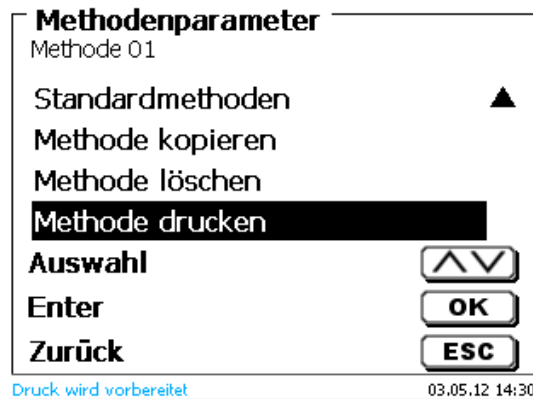 Methodenparameter
Methode 01
Standardmethoden
Methode kopieren
Methode löschen
Methode drucken
Auswahl
Enter OK
Zurück ESC
Druck wird vorbereitet 03.05.12 14:30